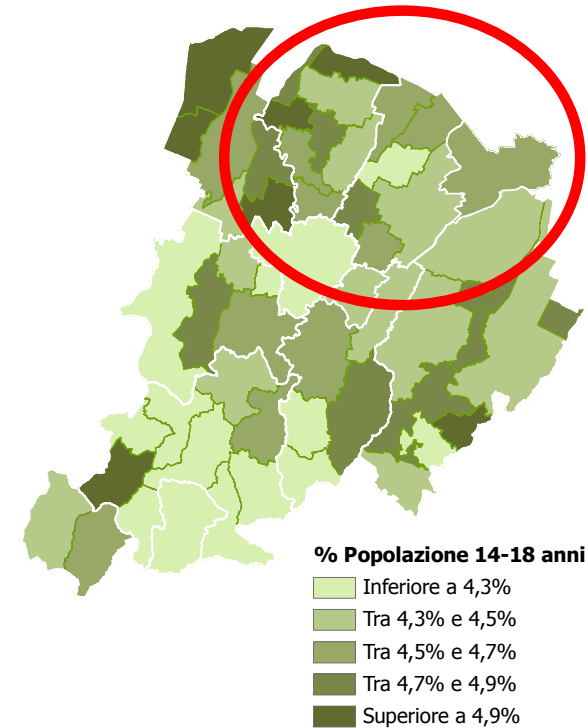 % Popolazione 14-18 anni
Inferiore a 4,3%
Tra 4,3% e 4,5%
Tra 4,5% e 4,7%
Tra 4,7% e 4,9%
Superiore a 4,9%